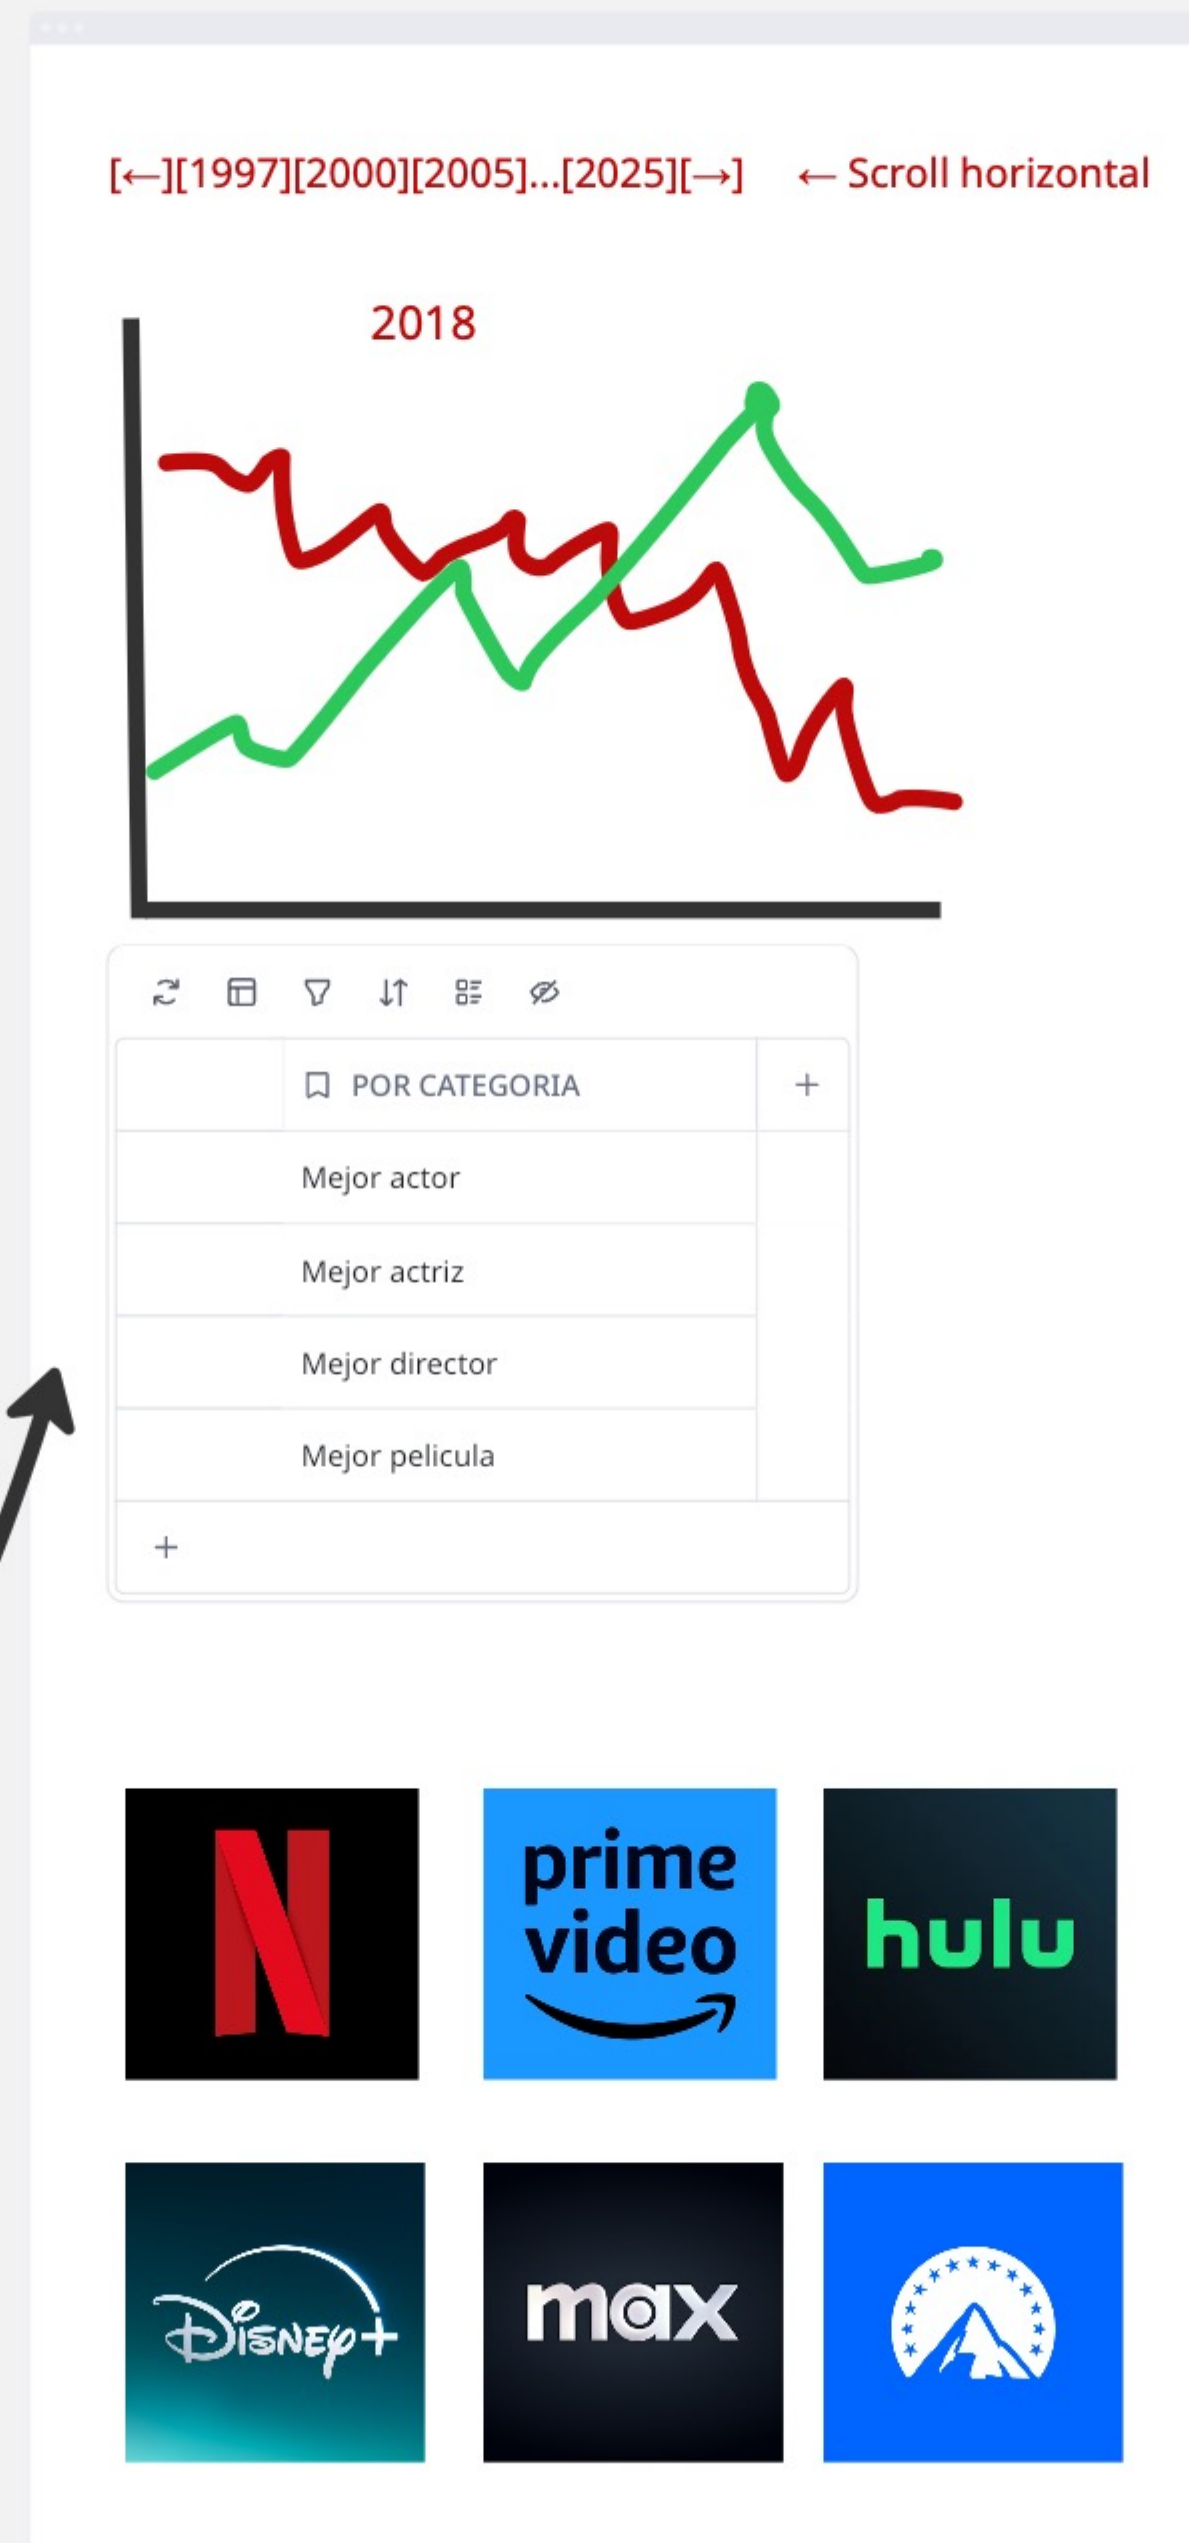 [←][1997][2000][2005]...[2025][→] ← Scroll horizontal
2018
POR CATEGORIA
Mejor actor
Mejor actriz
Mejor director
Mejor pelicula
N
prime video
hulu
Disney+
max